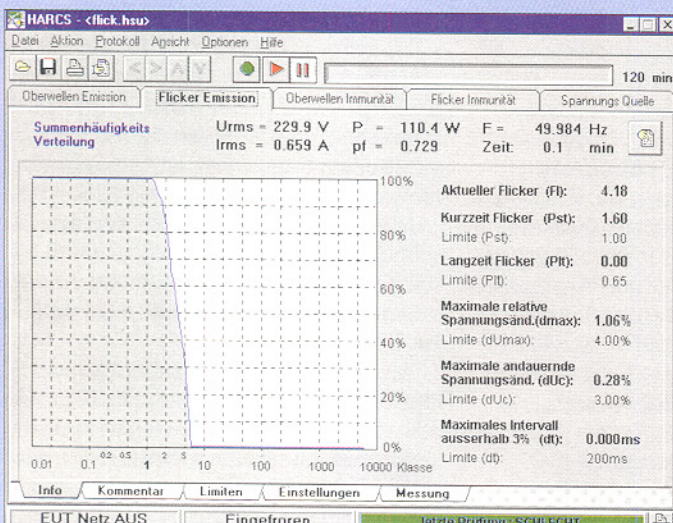 HARCS - <flick.hsu>
Datei Aktion Protokoll Ansicht Optionen Hilfe
120 min
Oberwellen Emission Flicker Emission Oberwellen Immunität Flicker Immunität Spannungs Quelle
Summenhäufigkeits
Verteilung
Urms = 229.9 V P = 110.4 W F = 49.984 Hz
Irms = 0.659 A pf = 0.729 Zeit: 0.1 min
100%
80%
60%
40%
20%
0%
0.01 0.1 0.2 0.5 1 2 5 10 100 1000 10000 Klasse
Aktueller Flicker (Fl): 4.18
Kurzzeit Flicker (Pst): 1.60
Limite (Pst): 1.00
Langzeit Flicker (Plt): 0.00
Limite (Plt): 0.65
Maximale relative
Spannungsänd.(dmax): 1.06%
Limite (dUmax): 4.00%
Maximale andauernde
Spannungsänd. (dUc): 0.28%
Limite (dUc): 3.00%
Maximales Intervall
ausserhalb 3% (dt): 0.000ms
Limite (dt): 200ms
Info Kommentar Limiten Einstellungen Messung
EUT Netz AUS Eingefroren letzte Prüfung : SCHLECHT